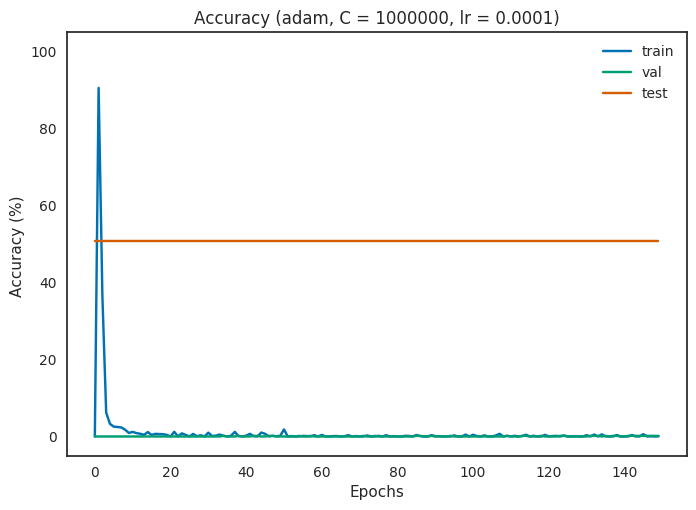 Accuracy (adam, C = 1000000, lr = 0.0001)
100
80
60
40
20
0
Accuracy (%)
train
val
test
0
20
40
60
80
100
120
140
Epochs